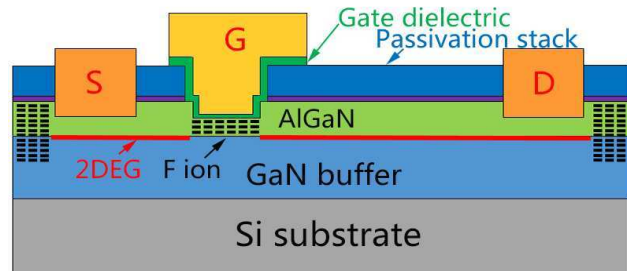 Gate dielectric
G
Passivation stack
S
D
AlGaN
2DEG
F ion
GaN buffer
Si substrate